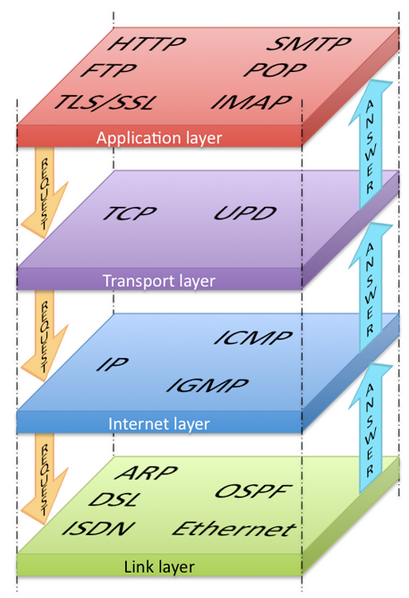 HTTP SMTP
FTP POP
TLS/SSL IMAP
Application layer
REQUEST
ANSWER
TCP UPD
Transport layer
REQUEST
ANSWER
ICMP
IP
IGMP
Internet layer
REQUEST
ANSWER
ARP
DSL OSPF
ISDN Ethernet
Link layer